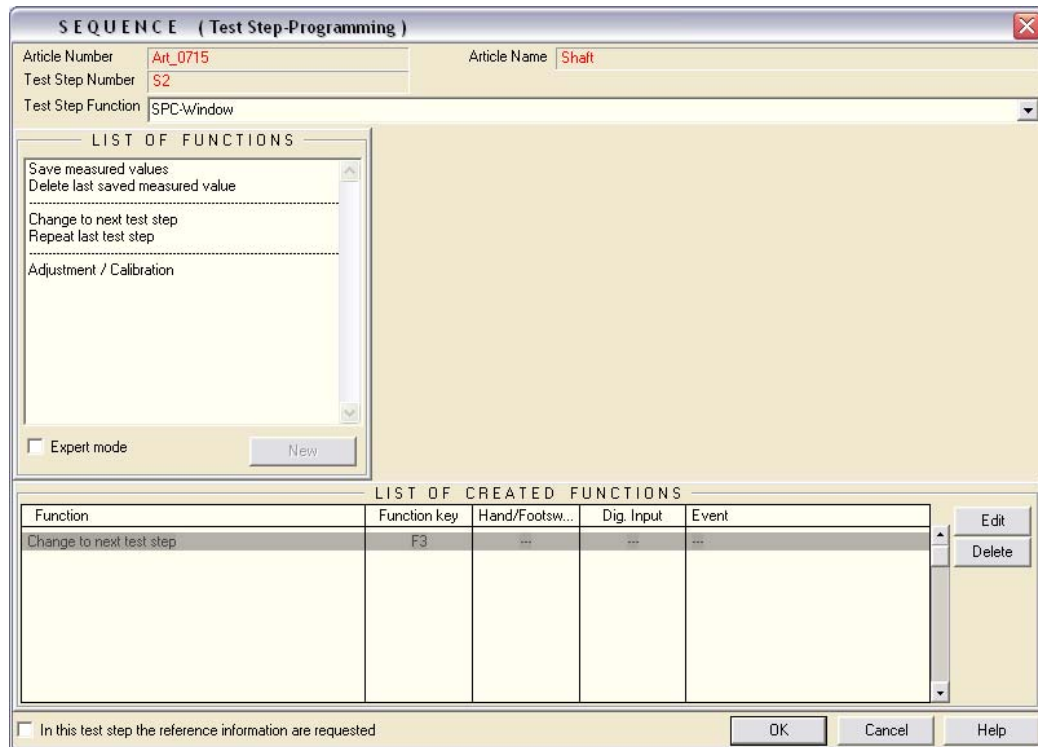 S E Q U E N C E ( Test Step-Programming )
Article Number Art_0715 Article Name Shaft
Test Step Number S2
Test Step Function SPC-Window
LIST OF FUNCTIONS
Save measured values
Delete last saved measured value
Change to next test step
Repeat last test step
Adjustment / Calibration
Expert mode New
LIST OF CREATED FUNCTIONS
Function Function key Hand/Footsw... Dig. Input Event
Edit
Change to next test step F3 --- --- ---
Delete
In this test step the reference information are requested OK Cancel Help